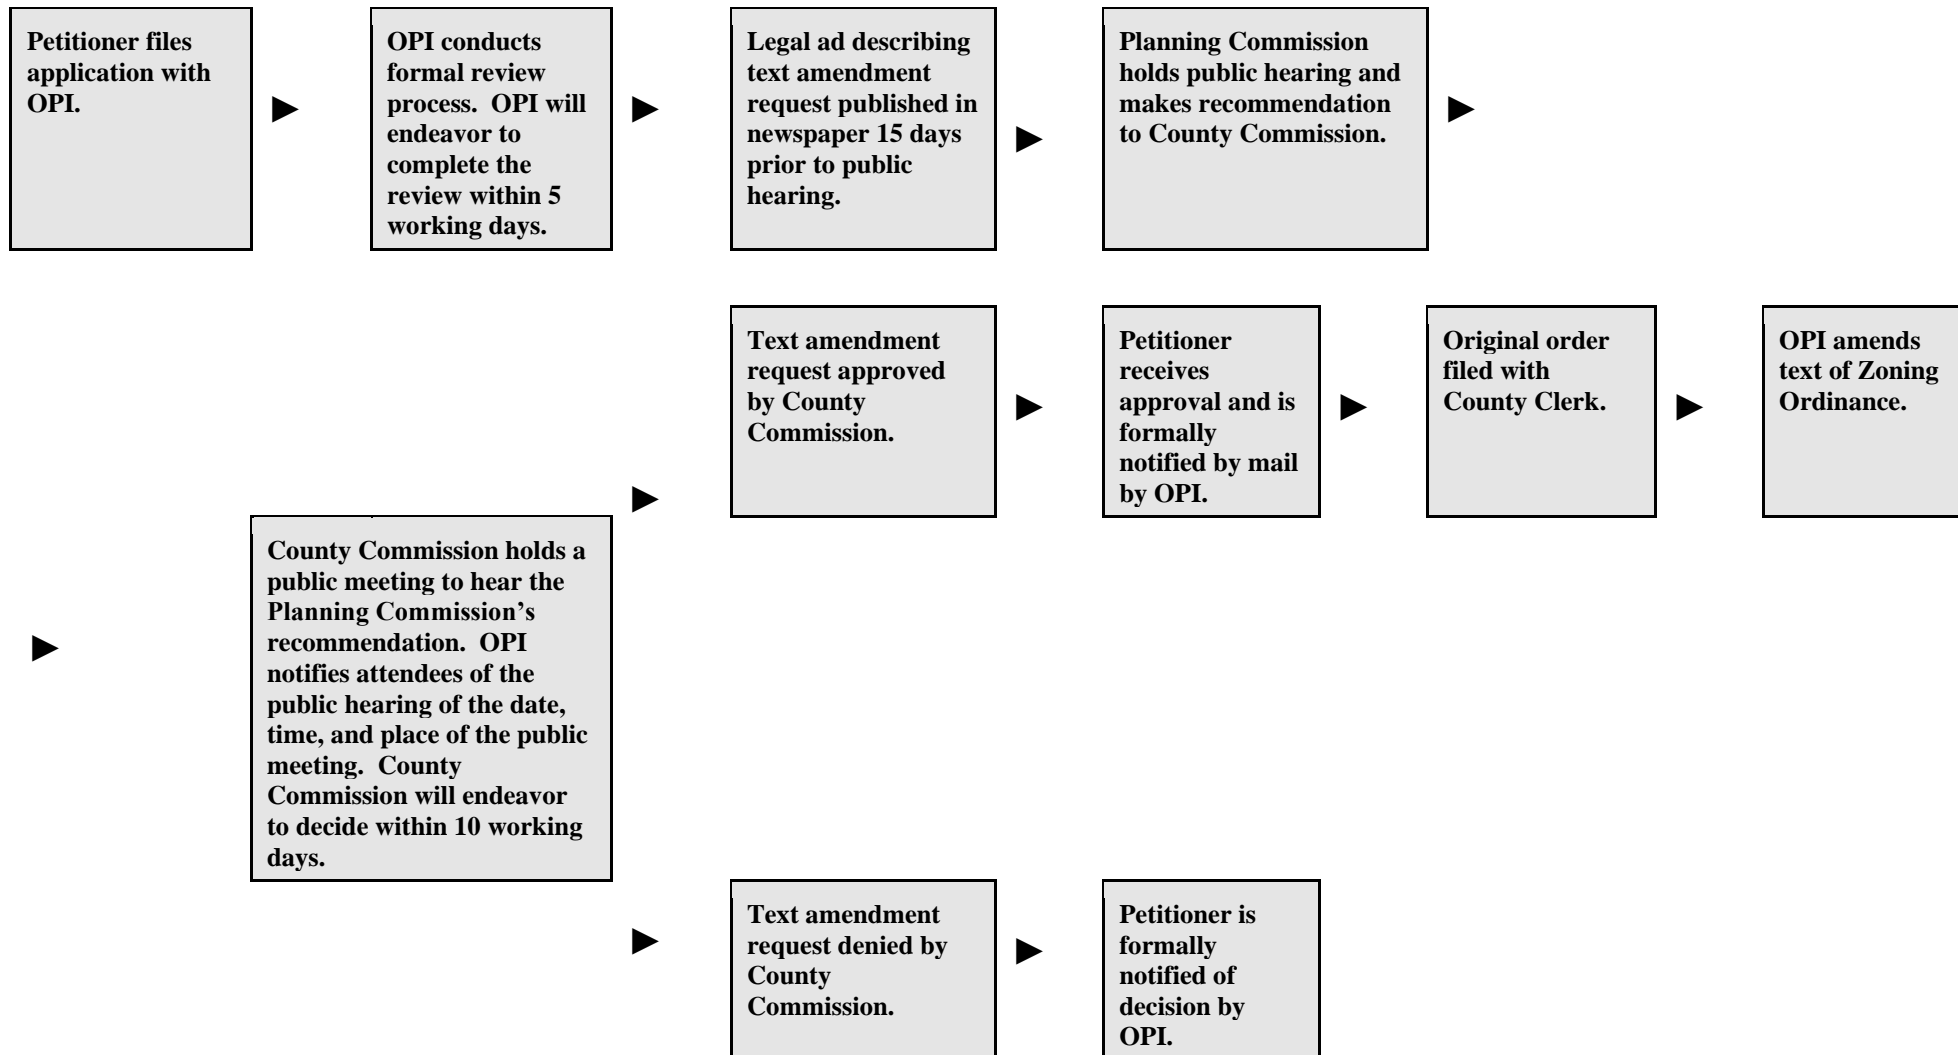 Petitioner files
application with
OPI.
OPI conducts
formal review
process.  OPI will
endeavor to
complete the
review within 5
working days.
Legal ad describing
text amendment
request published in
newspaper 15 days
prior to public
hearing.
Planning Commission
holds public hearing and
makes recommendation
to County Commission.
Text amendment
request approved
by County
Commission.
Petitioner
receives
approval and is
formally
notified by mail
by OPI.
Original order
filed with
County Clerk.
OPI amends
text of Zoning
Ordinance.
County Commission holds a
public meeting to hear the
Planning Commission’s
recommendation.  OPI
notifies attendees of the
public hearing of the date,
time, and place of the public
meeting.  County
Commission will endeavor
to decide within 10 working
days.
Text amendment
request denied by
County
Commission.
Petitioner is
formally
notified of
decision by
OPI.